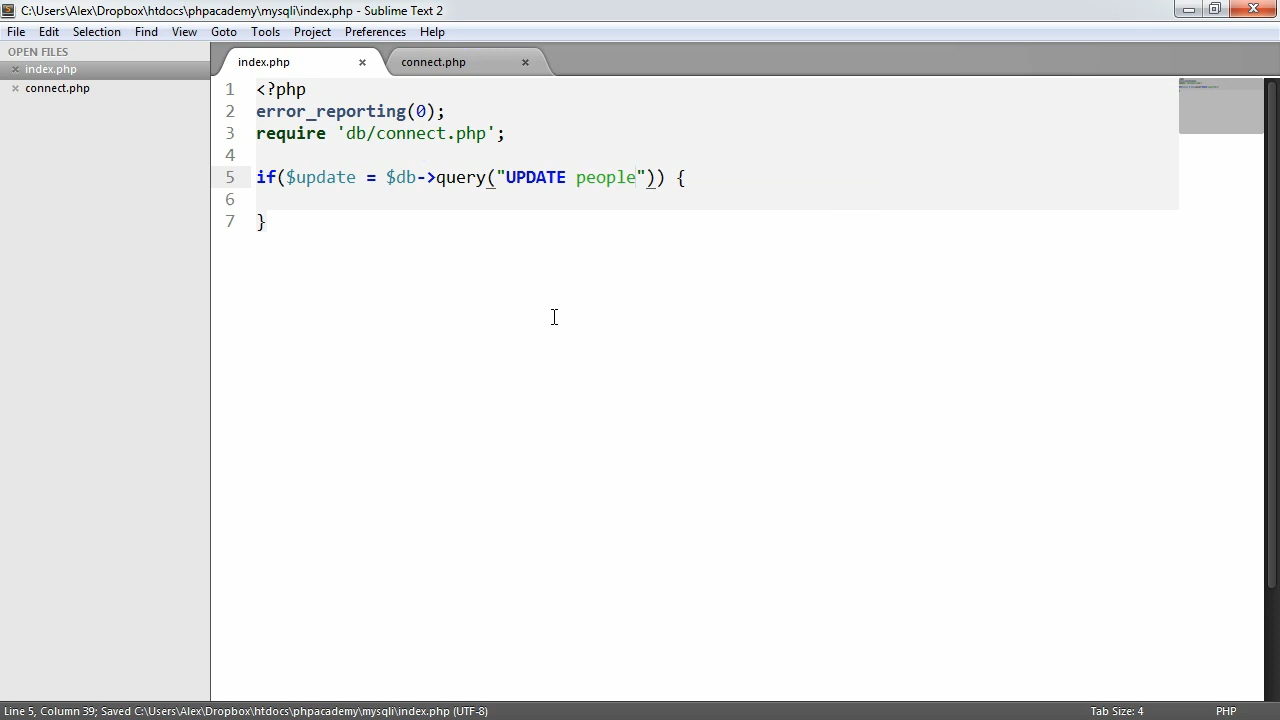 C:\Users\Alex\Dropbox\htdocs\phpacademy\mysqli\index.php - Sublime Text 2
File Edit Selection Find View Goto Tools Project Preferences Help
OPEN FILES
index.php
connect.php
index.php connect.php
1 <?php
2 error_reporting(0);
3 require 'db/connect.php';
4
5 if($update = $db->query("UPDATE people")) {
6
7 }
Line 5, Column 39; Saved C:\Users\Alex\Dropbox\htdocs\phpacademy\mysqli\index.php (UTF-8) Tab Size: 4 PHP